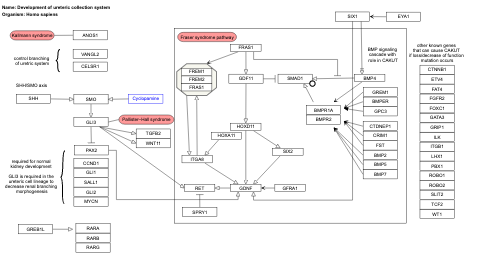 Name: Development of ureteric collection system
Organism: Homo sapiens
Kallmann syndrome
ANOS1
control branching
of ureteric system
VANGL2
CELSR1
SHH/SMO axis
SHH
SMO
Cyclopamine
GLI3
Pallister-Hall syndrome
TGFB2
WNT11
required for normal
kidney development
GLI3 is required in the
ureteric cell lineage to
decrease renal branching
morphogenesis
PAX2
CCND1
GLI1
SALL1
GLI2
MYCN
GREB1L
RARA
RARB
RARG
Fraser syndrome pathway
FRAS1
FREM1
FREM2
FRAS1
GDF11
SMAD1
BMP4
HOXD11
HOXA11
ITGA8
SIX2
RET
GDNF
GFRA1
SPRY1
SIX1
EYA1
BMP signaling
cascade with
role in CAKUT
GREM1
BMPER
GPC3
BMPR1A
BMPR2
CTDNEP1
CRIM1
FST
BMP2
BMP5
BMP7
other known genes
that can cause CAKUT
if loss/decrease of function
mutation occurs
CTNNB1
ETV4
FAT4
FGFR2
FOXC1
GATA3
GRIP1
ILK
ITGB1
LHX1
PBX1
ROBO1
ROBO2
SLIT2
TCF2
WT1